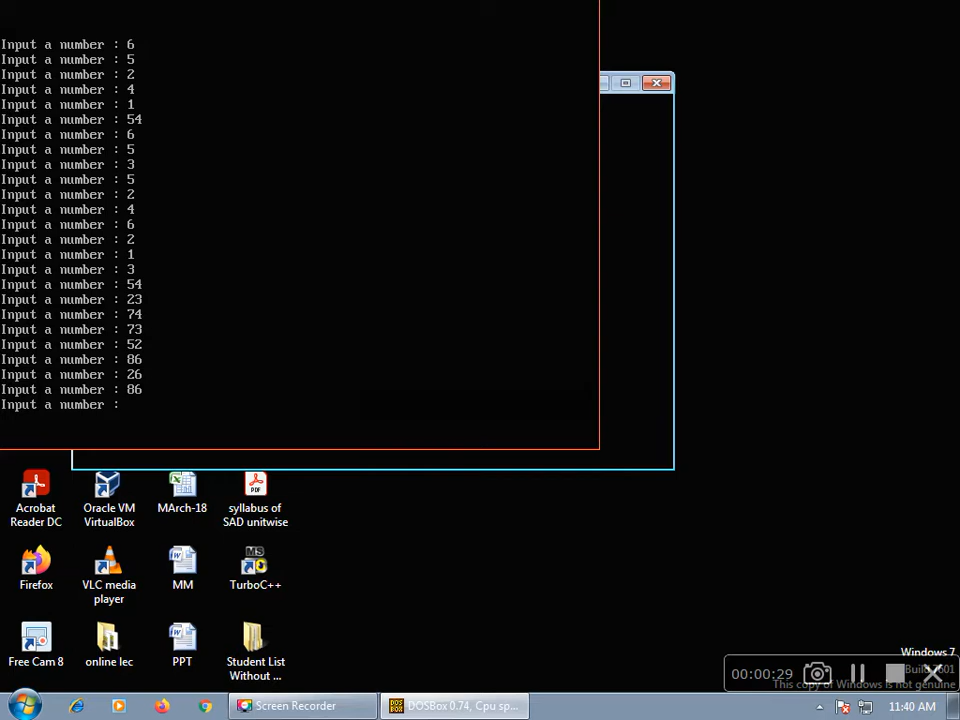 Input a number : 6
Input a number : 5
Input a number : 2
Input a number : 4
Input a number : 1
Input a number : 54
Input a number : 6
Input a number : 5
Input a number : 3
Input a number : 5
Input a number : 2
Input a number : 4
Input a number : 6
Input a number : 2
Input a number : 1
Input a number : 3
Input a number : 54
Input a number : 23
Input a number : 74
Input a number : 73
Input a number : 52
Input a number : 86
Input a number : 26
Input a number : 86
Input a number :
Acrobat Reader DC
Oracle VM VirtualBox
MArch-18
PDF
syllabus of SAD unitwise
Firefox
VLC media player
MM
MS
TurboC++
Free Cam 8
online lec
PPT
Student List Without ...
Windows 7
00:00:29
Build 7601
This copy of Windows is not genuine
Screen Recorder
DOS BOX
DOSBox 0.74, Cpu sp...
11:40 AM